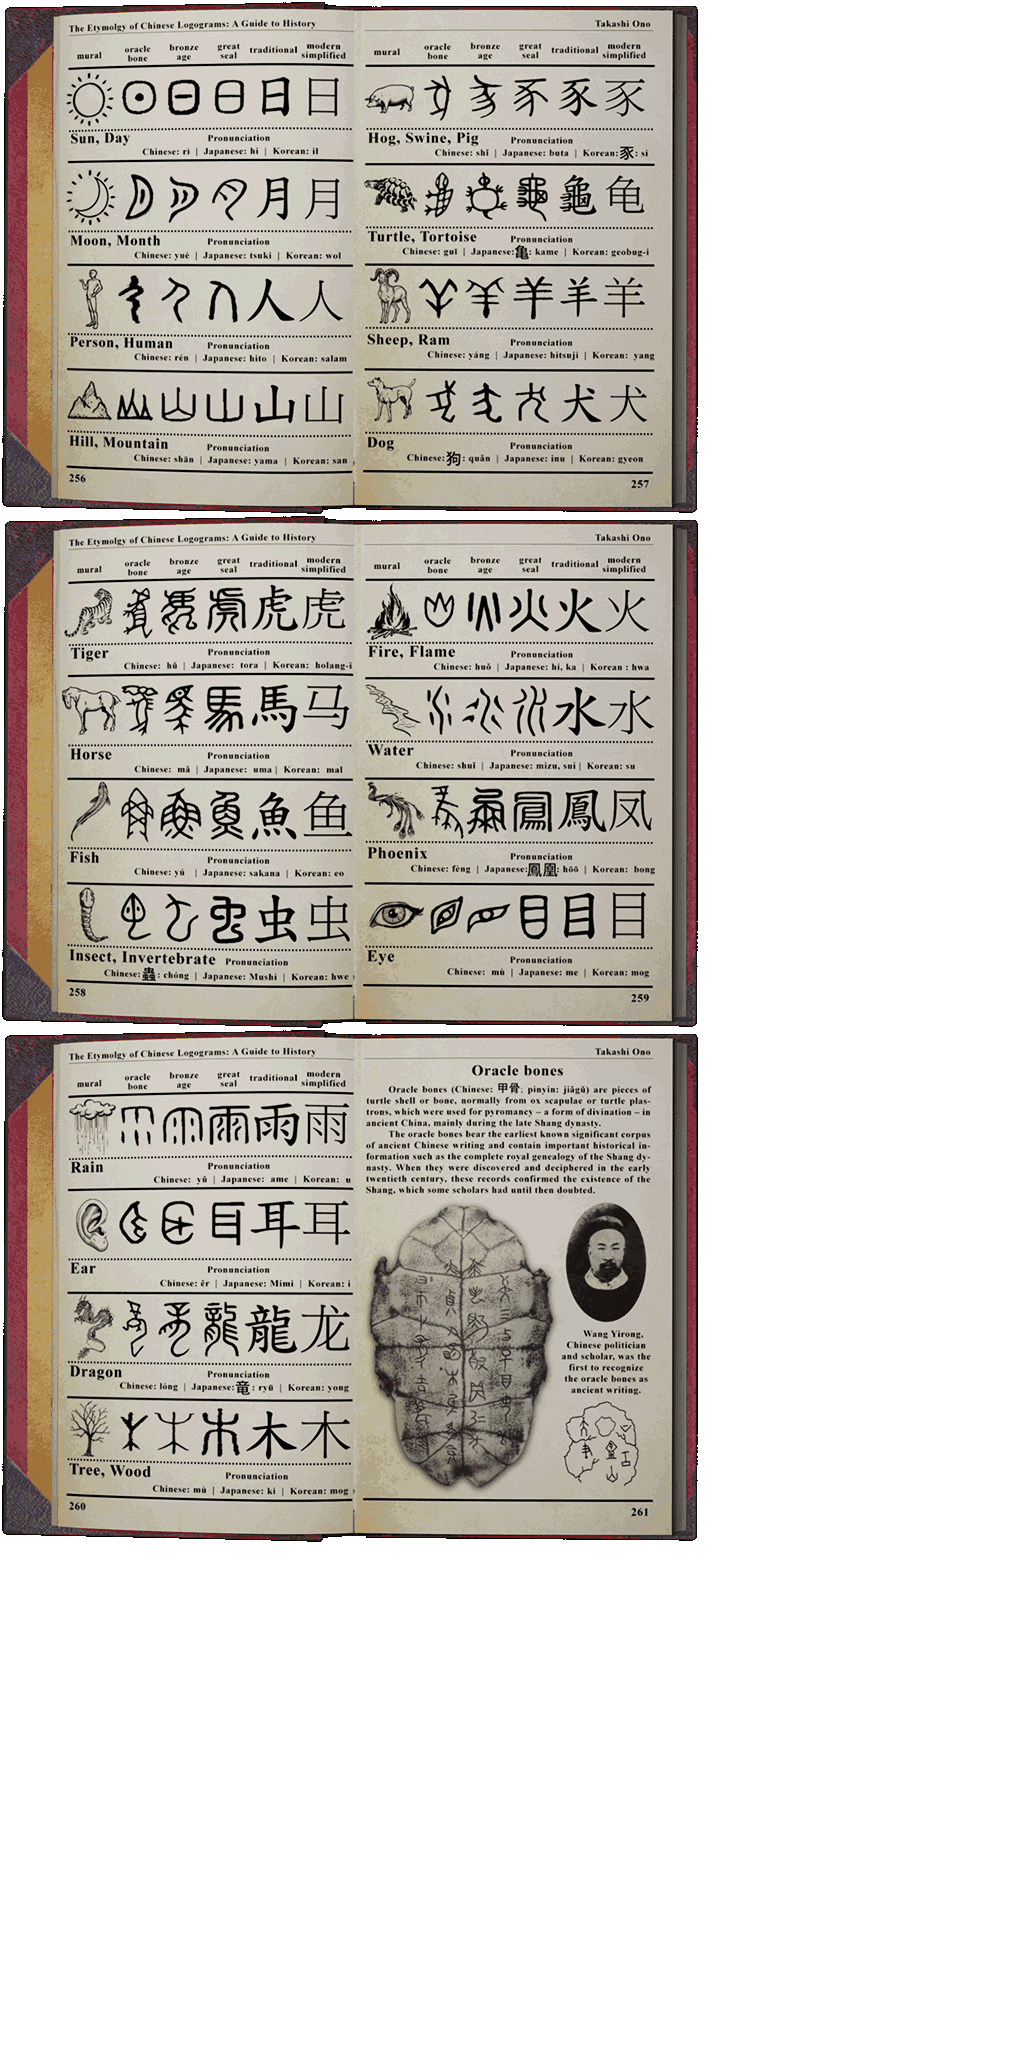 The Etymolgy of Chinese Logograms: A Guide to History
mural oracle bone bronze age great seal traditional modern simplified
日 日
Sun, Day Pronunciation
Chinese: rì | Japanese: hi | Korean: il
月 月
Moon, Month Pronunciation
Chinese: yuè | Japanese: tsuki | Korean: wol
人 人
Person, Human Pronunciation
Chinese: rén | Japanese: hito | Korean: salam
山 山
Hill, Mountain Pronunciation
Chinese: shān | Japanese: yama | Korean: san
256
Takashi Ono
mural oracle bone bronze age great seal traditional modern simplified
豕 豕
Hog, Swine, Pig Pronunciation
Chinese: shǐ | Japanese: buta | Korean:豕: si
龜 龟
Turtle, Tortoise Pronunciation
Chinese: guī | Japanese:亀: kame | Korean: geobug-i
羊 羊
Sheep, Ram Pronunciation
Chinese: yáng | Japanese: hitsuji | Korean: yang
犬 犬
Dog Pronunciation
Chinese:狗: quǎn | Japanese: inu | Korean: gyeon
257
The Etymolgy of Chinese Logograms: A Guide to History
mural oracle bone bronze age great seal traditional modern simplified
虎 虎
Tiger Pronunciation
Chinese: hǔ | Japanese: tora | Korean: holang-i
馬 马
Horse Pronunciation
Chinese: mǎ | Japanese: uma | Korean: mal
魚 鱼
Fish Pronunciation
Chinese: yú | Japanese: sakana | Korean: eo
虫 虫
Insect, Invertebrate Pronunciation
Chinese:蟲: chóng | Japanese: Mushi | Korean: hwe
258
Takashi Ono
mural oracle bone bronze age great seal traditional modern simplified
火 火
Fire, Flame Pronunciation
Chinese: huǒ | Japanese: hi, ka | Korean : hwa
水 水
Water Pronunciation
Chinese: shuǐ | Japanese: mizu, sui | Korean: su
鳳 凤
Phoenix Pronunciation
Chinese: fèng | Japanese:鳳凰: hōō | Korean: bong
目 目
Eye Pronunciation
Chinese: mù | Japanese: me | Korean: mog
259
The Etymolgy of Chinese Logograms: A Guide to History
mural oracle bone bronze age great seal traditional modern simplified
雨 雨
Rain Pronunciation
Chinese: yǔ | Japanese: ame | Korean: u
耳 耳
Ear Pronunciation
Chinese: ěr | Japanese: Mimi | Korean: i
龍 龙
Dragon Pronunciation
Chinese: lóng | Japanese:竜: ryū | Korean: yong
木 木
Tree, Wood Pronunciation
Chinese: mù | Japanese: ki | Korean: mog
260
Takashi Ono
Oracle bones
Oracle bones (Chinese: 甲骨; pinyin: jiǎgǔ) are pieces of
turtle shell or bone, normally from ox scapulae or turtle plas-
trons, which were used for pyromancy – a form of divination – in
ancient China, mainly during the late Shang dynasty.
The oracle bones bear the earliest known significant corpus
of ancient Chinese writing and contain important historical in-
formation such as the complete royal genealogy of the Shang dy-
nasty. When they were discovered and deciphered in the early
twentieth century, these records confirmed the existence of the
Shang, which some scholars had until then doubted.
Wang Yirong,
Chinese politician
and scholar, was the
first to recognize
the oracle bones as
ancient writing.
261